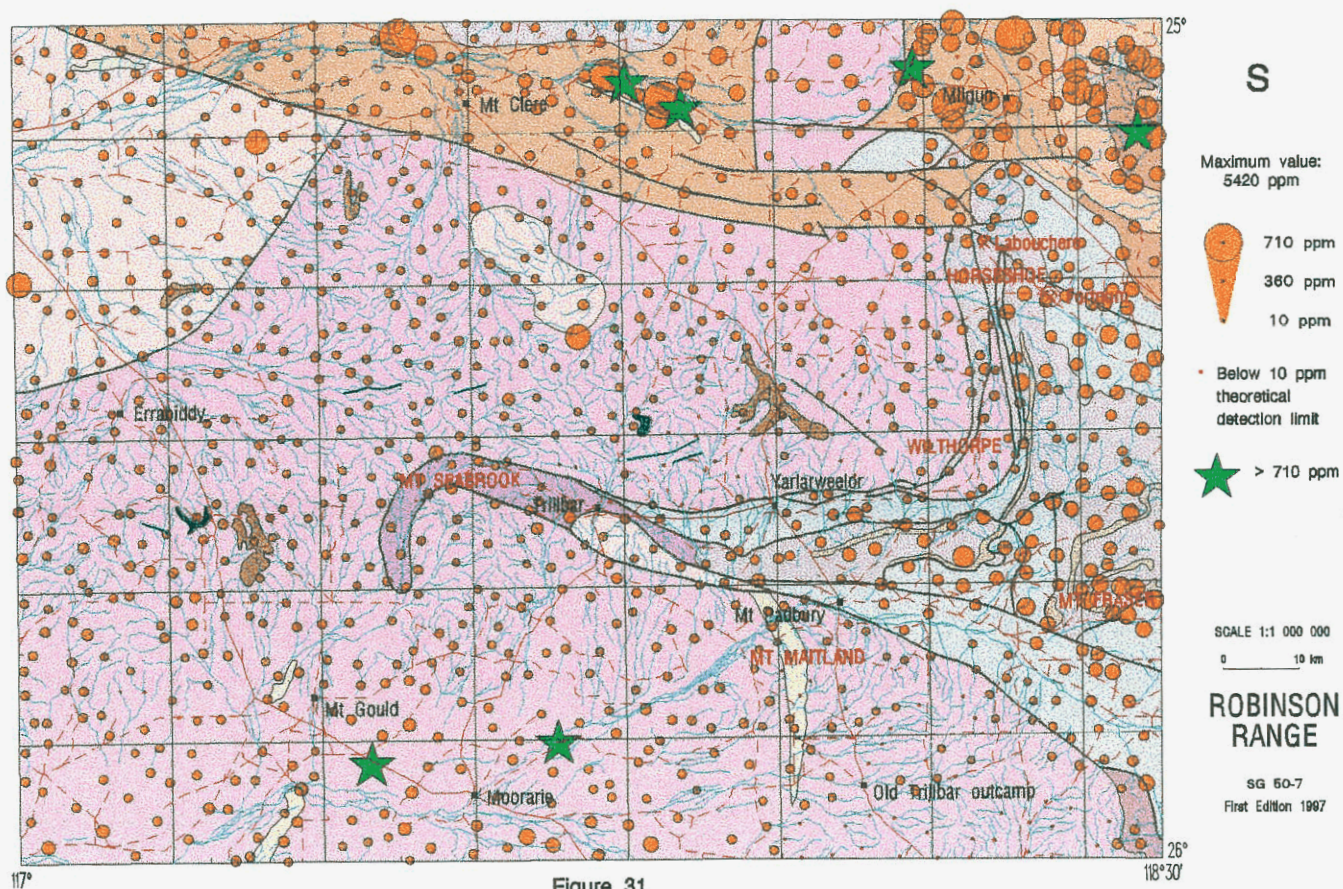 25°
S
Maximum value:
5420 ppm
710 ppm
360 ppm
10 ppm
Below 10 ppm
theoretical
detection limit
> 710 ppm
SCALE 1:1 000 000
0 10 km
ROBINSON
RANGE
SG 50-7
First Edition 1997
Mt Clere
Milgun
Labouchere
HORSESHOE
Errabiddy
WILTHORPE
MT SEABROOK
Yarlarweelor
Trillbar
MT FRASER
Mt Padbury
MT MAITLAND
Mt Gould
Moorarie
Old Trillbar outcamp
26°
117°
118°30'
Figure 31